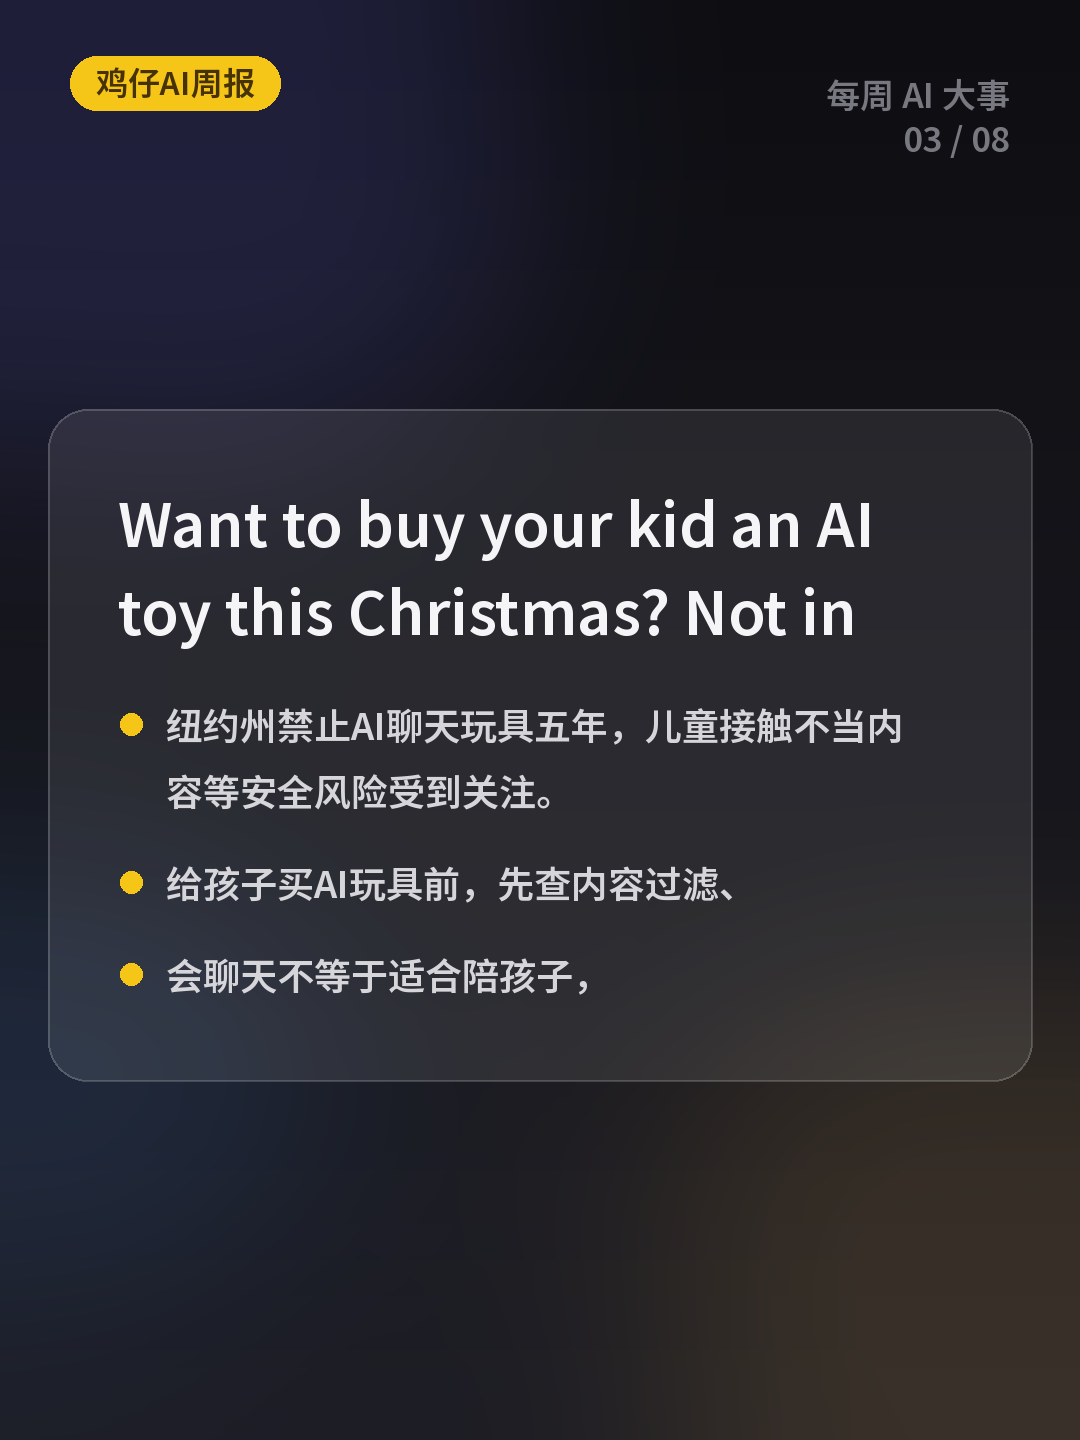 鸡仔AI周报
每周 AI 大事
03 / 08
Want to buy your kid an AI
toy this Christmas? Not in
纽约州禁止AI聊天玩具五年，儿童接触不当内
容等安全风险受到关注。
给孩子买AI玩具前，先查内容过滤、
会聊天不等于适合陪孩子，